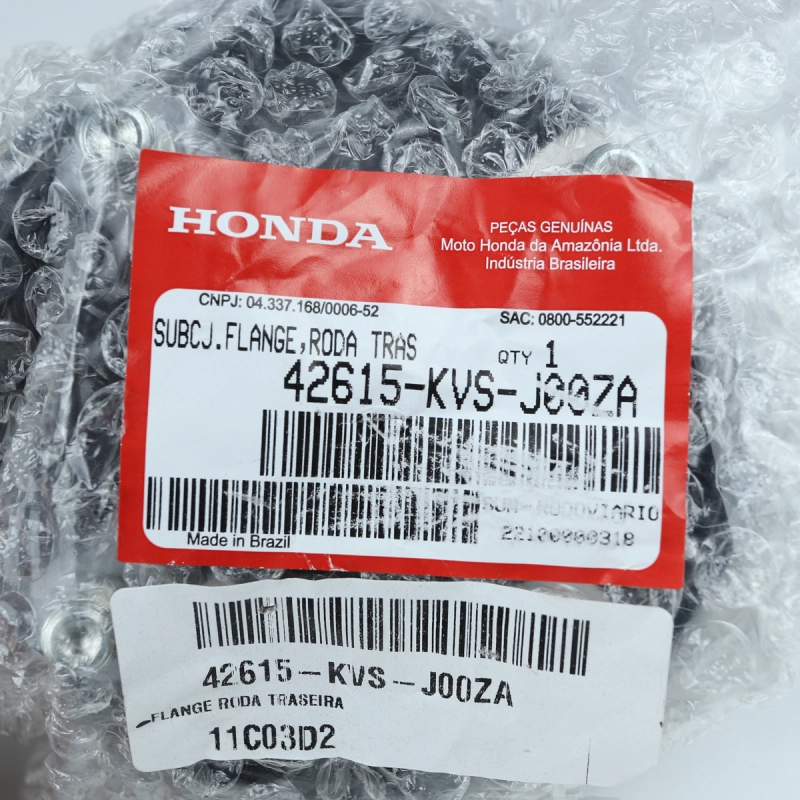 HONDA
PEÇAS GENUÍNAS
Moto Honda da Amazônia Ltda.
Indústria Brasileira
CNPJ: 04.337.168/0006-52
SAC: 0800-552221
SUBCJ.FLANGE,RODA TRAS
QTY 1
42615-KVS-J00ZA
RODOVIARIO
22100000318
Made in Brazil
42615-KVS-J00ZA
FLANGE RODA TRASEIRA
11C03D2